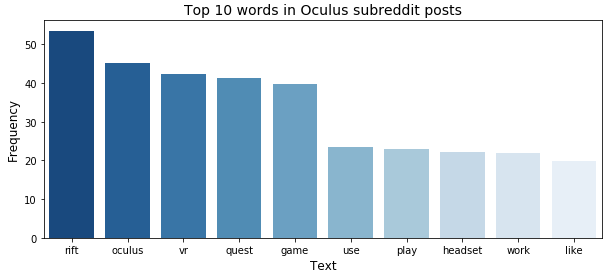 Top 10 words in Oculus subreddit posts
50
40
30
20
10
0
Frequency
rift oculus vr quest game use play headset work like
Text